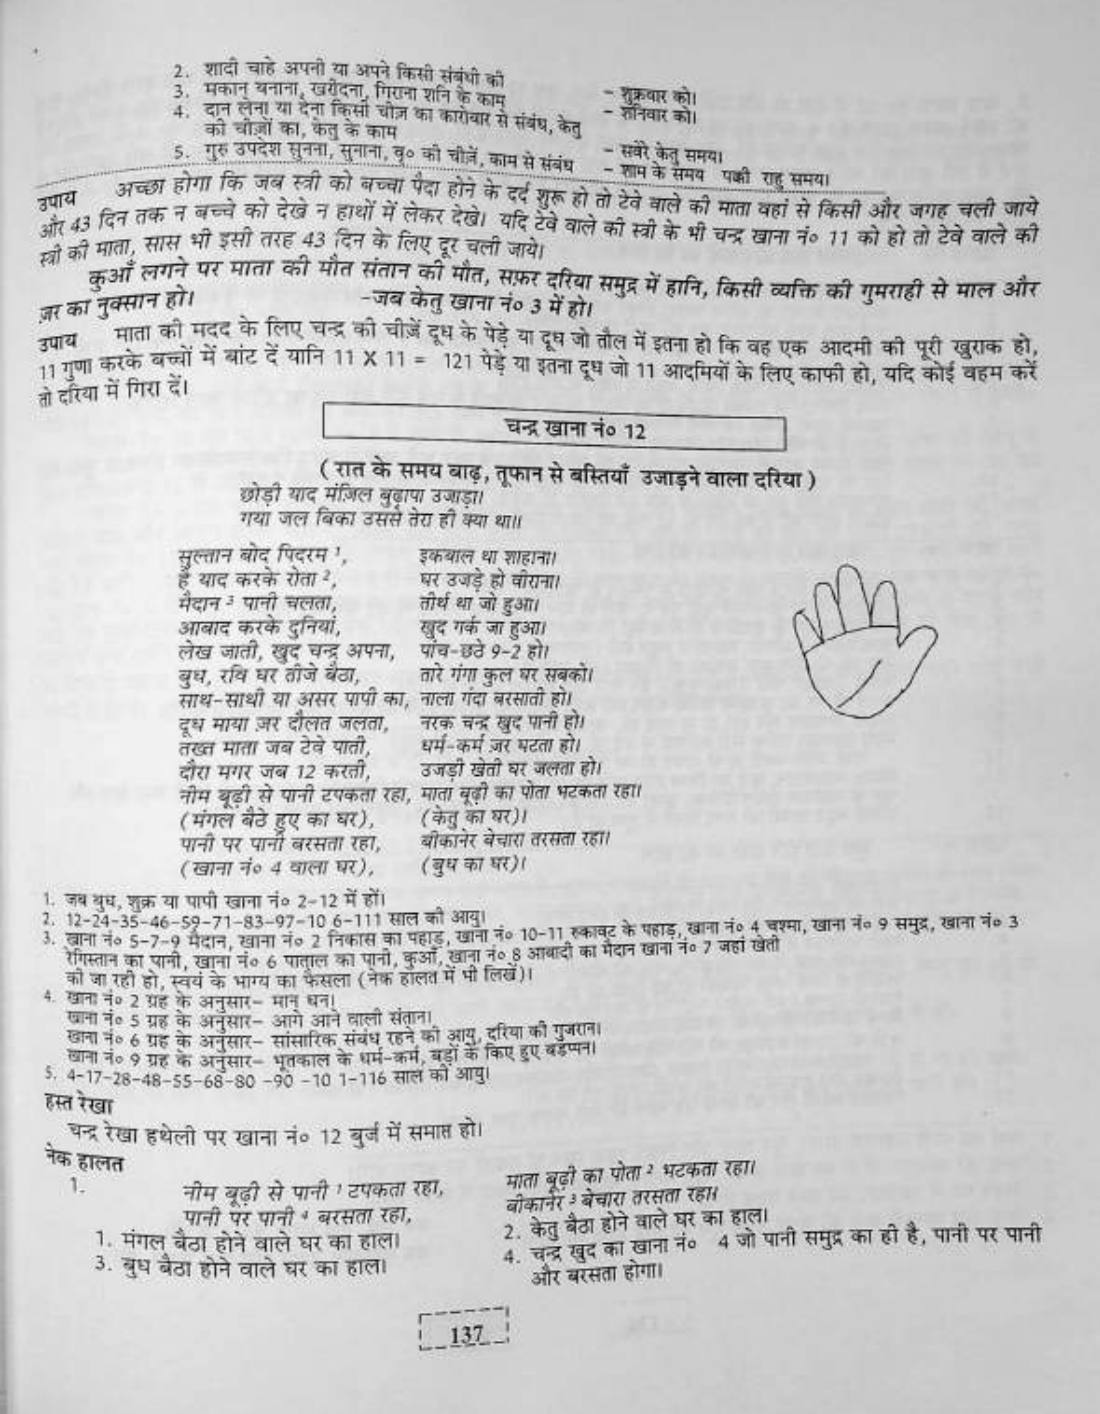 2. शादी चाहे अपनी या अपने किसी संबंधी की
3. मकान बनाना, खरीदना, गिराना शनि के काम - शुक्रवार को।
4. दान लेना या देना किसी चीज़ का कारोबार से संबंध, केतु - शनिवार को।
की चीज़ों का, केतु के काम
- सवेरे केतु समय।
5. गुरु उपदेश सुनना, सुनाना, वृ० की चीज़ें, काम से संबंध - शाम के समय पक्की राहु समय।
उपाय अच्छा होगा कि जब स्त्री को बच्चा पैदा होने के दर्द शुरू हो तो टेवे वाले की माता वहां से किसी और जगह चली जाये
और 43 दिन तक न बच्चे को देखे न हाथों में लेकर देखे। यदि टेवे वाले की स्त्री के भी चन्द्र खाना नं० 11 को हो तो टेवे वाले की
स्त्री की माता, सास भी इसी तरह 43 दिन के लिए दूर चली जाये।
कुआँ लगने पर माता की मौत संतान की मौत, सफ़र दरिया समुद्र में हानि, किसी व्यक्ति की गुमराही से माल और
ज़र का नुक्सान हो। -जब केतु खाना नं० 3 में हो।
उपाय माता की मदद के लिए चन्द्र की चीज़ें दूध के पेड़े या दूध जो तौल में इतना हो कि वह एक आदमी की पूरी खुराक हो,
11 गुणा करके बच्चों में बांट दें यानि 11 X 11 = 121 पेड़े या इतना दूध जो 11 आदमियों के लिए काफी हो, यदि कोई वहम करें
तो दरिया में गिरा दें।
चन्द्र खाना नं० 12
(रात के समय बाढ़, तूफान से बस्तियाँ उजाड़ने वाला दरिया)
छोड़ी याद मंज़िल बुढ़ापा उजाड़ा।
गया जल बिका उससे तेरा ही क्या था॥
सुल्तान बोद पिदरम ¹, इकबाल था शाहाना।
है याद करके रोता ², घर उजड़े हो वीराना।
मैदान ³ पानी चलता, तीर्थ था जो हुआ।
आबाद करके दुनियां, खुद गर्क जा हुआ।
लेख जाती, खुद चन्द्र अपना, पांच-छठे 9-2 हो।
बुध, रवि घर तीजे बैठा, तारे गंगा कुल घर सबको।
साथ-साथी या असर पापी का, नाला गंदा बरसाती हो।
दूध माया ज़र दौलत जलता, नरक चन्द्र खुद पानी हो।
तख्त माता जब टेवे पाती, धर्म-कर्म ज़र घटता हो।
दौरा मगर जब 12 करती, उजड़ी खेती घर जलता हो।
नीम बूढ़ी से पानी टपकता रहा, माता बूढ़ी का पोता भटकता रहा।
(मंगल बैठे हुए का घर), (केतु का घर)।
पानी पर पानी बरसता रहा, बीकानेर बेचारा तरसता रहा।
(खाना नं० 4 वाला घर), (बुध का घर)।
1. जब बुध, शुक्र या पापी खाना नं० 2-12 में हों।
2. 12-24-35-46-59-71-83-97-10 6-111 साल की आयु।
3. खाना नं० 5-7-9 मैदान, खाना नं० 2 निकास का पहाड़, खाना नं० 10-11 रुकावट के पहाड़, खाना नं० 4 चश्मा, खाना नं० 9 समुद्र, खाना नं० 3
रेगिस्तान का पानी, खाना नं० 6 पाताल का पानी, कुआँ, खाना नं० 8 आबादी का मैदान खाना नं० 7 जहां खेती
की जा रही हो, स्वयं के भाग्य का फैसला (नेक हालत में भी लिखें)।
4. खाना नं० 2 ग्रह के अनुसार- मान धन।
खाना नं० 5 ग्रह के अनुसार- आगे आने वाली संतान।
खाना नं० 6 ग्रह के अनुसार- सांसारिक संबंध रहने की आयु, दरिया की गुजरान।
खाना नं० 9 ग्रह के अनुसार- भूतकाल के धर्म-कर्म, बड़ों के किए हुए बडप्पन।
5. 4-17-28-48-55-68-80 -90 -10 1-116 साल की आयु।
हस्त रेखा
चन्द्र रेखा हथेली पर खाना नं० 12 बुर्ज में समाप्त हो।
नेक हालत
1. नीम बूढ़ी से पानी ¹ टपकता रहा, माता बूढ़ी का पोता ² भटकता रहा।
पानी पर पानी ⁴ बरसता रहा, बीकानेर ³ बेचारा तरसता रहा।
1. मंगल बैठा होने वाले घर का हाल। 2. केतु बैठा होने वाले घर का हाल।
3. बुध बैठा होने वाले घर का हाल। 4. चन्द्र खुद का खाना नं० 4 जो पानी समुद्र का ही है, पानी पर पानी
और बरसता होगा।
137